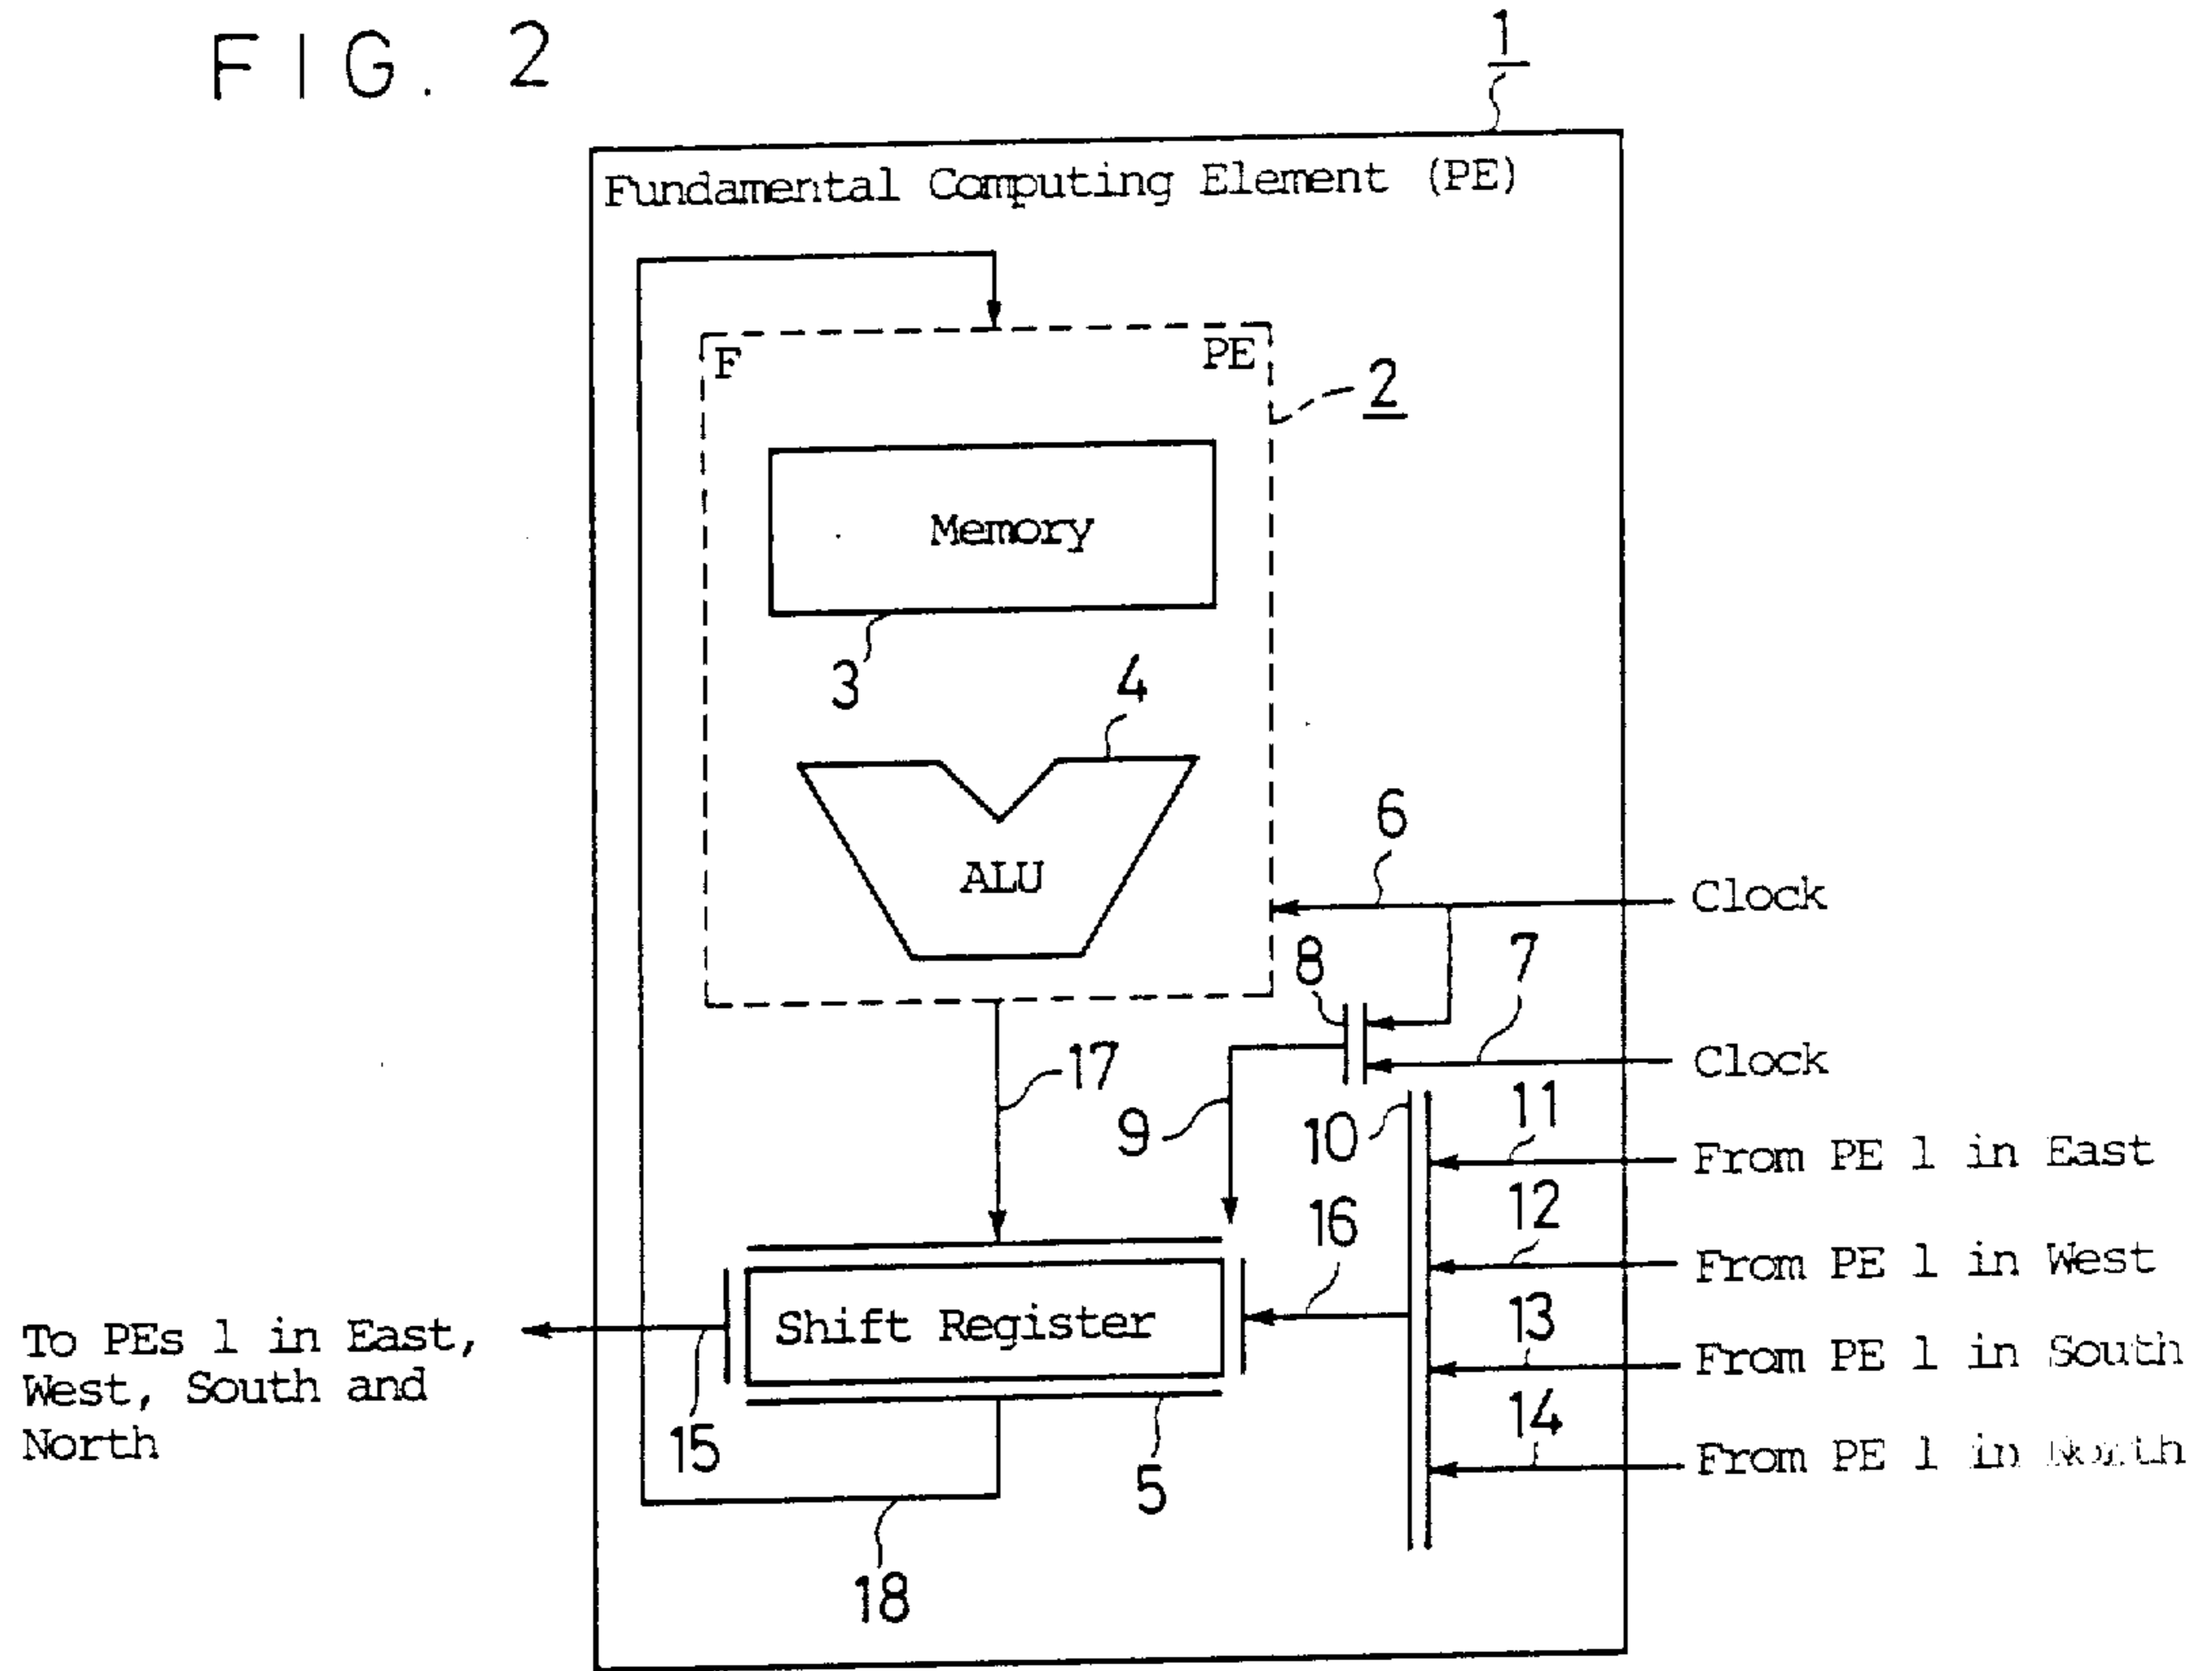 FIG. 2
1
Fundamental Computing Element (PE)
F PE
2
Memory
3
4
ALU
6
Clock
8
7
Clock
17
9
10
11
From PE 1 in East
12
From PE 1 in West
16
13
From PE 1 in South
14
From PE 1 in North
Shift Register
To PEs 1 in East,
West, South and
North
15
5
18